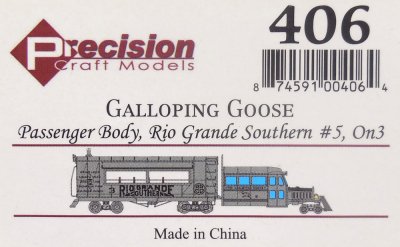 Precision
Craft Models
406
8 74591 00406 4
GALLOPING GOOSE
Passenger Body, Rio Grande Southern #5, On3
RIO GRANDE
SOUTHERN
Made in China